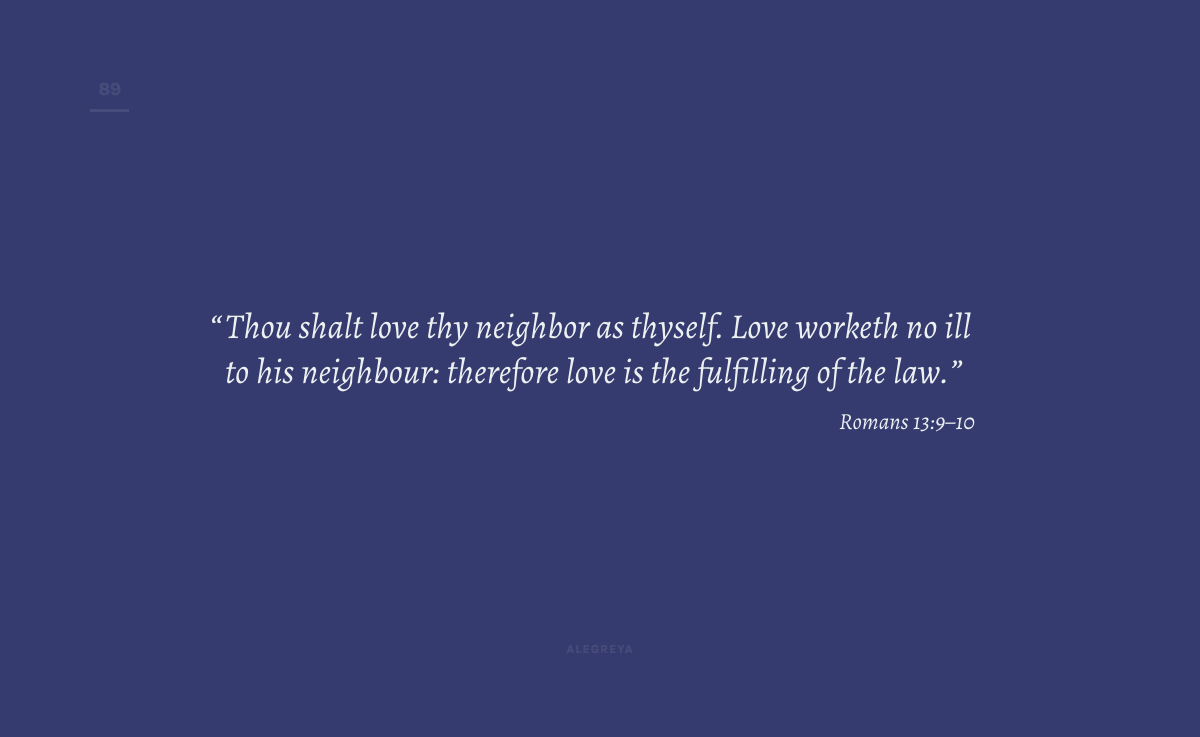 89
“Thou shalt love thy neighbor as thyself. Love worketh no ill
to his neighbour: therefore love is the fulfilling of the law.”
Romans 13:9–10
ALEGREYA